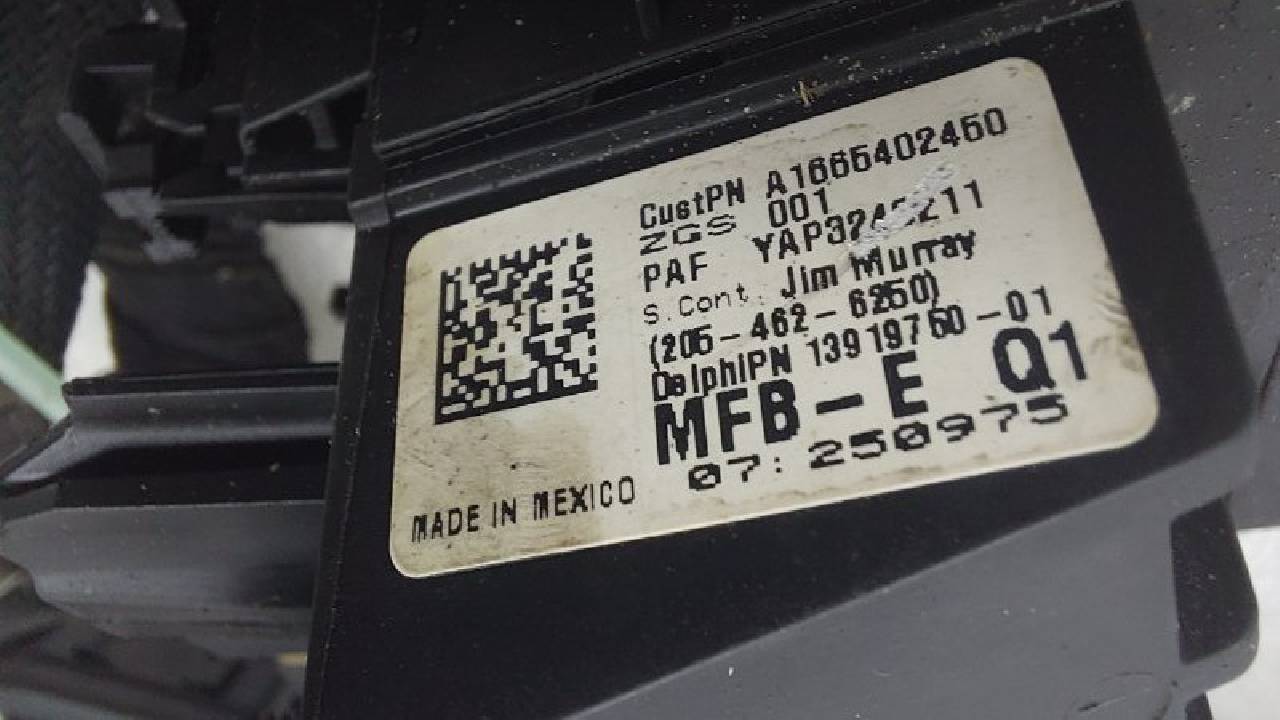 CustPN A1665402450
ZGS 001
PAF
S.Cont. Jim Murray
(205-462-6250)
DelphiPN 13919750-01
MFB-E Q1
07:250975
MADE IN MEXICO